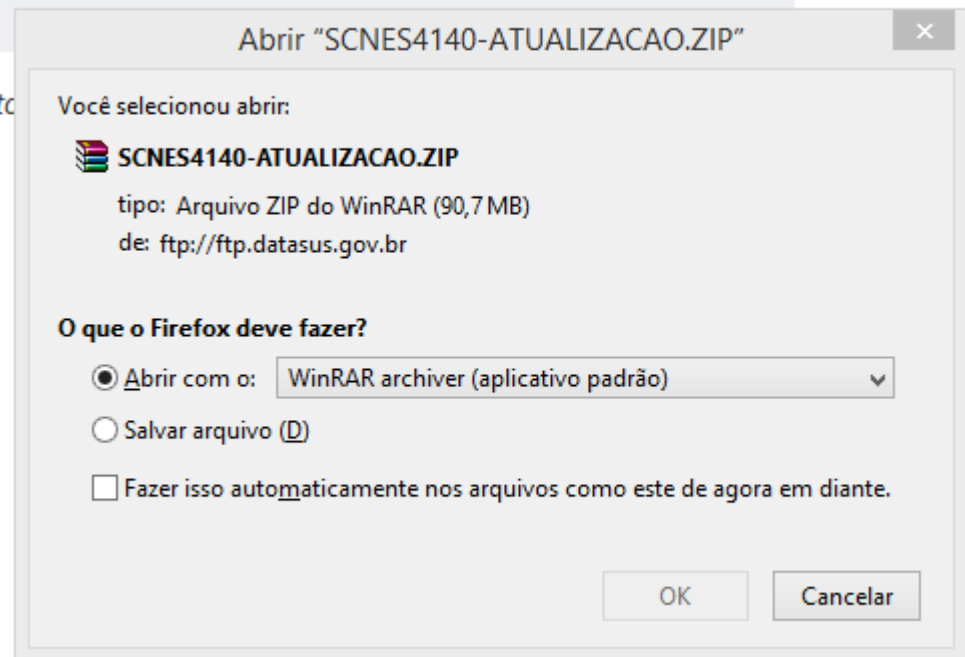 Abrir “SCNES4140-ATUALIZACAO.ZIP”
Você selecionou abrir:
SCNES4140-ATUALIZACAO.ZIP
tipo: Arquivo ZIP do WinRAR (90,7 MB)
de: ftp://ftp.datasus.gov.br
O que o Firefox deve fazer?
Abrir com o: WinRAR archiver (aplicativo padrão)
Salvar arquivo (D)
Fazer isso automaticamente nos arquivos como este de agora em diante.
OK Cancelar